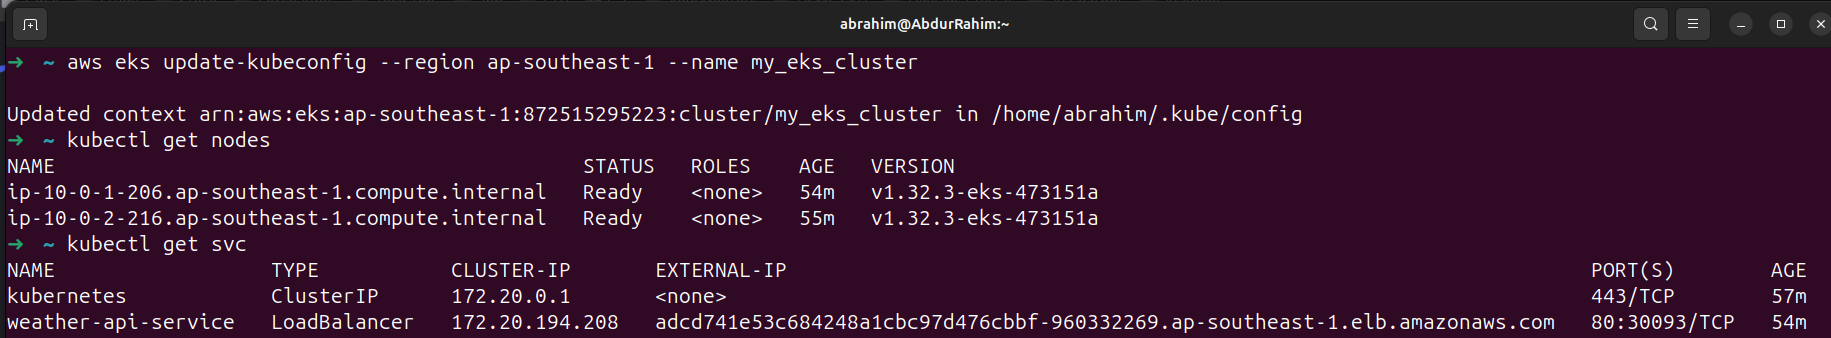 abrahim@AbdurRahim:~
➜ ~ aws eks update-kubeconfig --region ap-southeast-1 --name my_eks_cluster
Updated context arn:aws:eks:ap-southeast-1:872515295223:cluster/my_eks_cluster in /home/abrahim/.kube/config
➜ ~ kubectl get nodes
NAME STATUS ROLES AGE VERSION
ip-10-0-1-206.ap-southeast-1.compute.internal Ready <none> 54m v1.32.3-eks-473151a
ip-10-0-2-216.ap-southeast-1.compute.internal Ready <none> 55m v1.32.3-eks-473151a
➜ ~ kubectl get svc
NAME TYPE CLUSTER-IP EXTERNAL-IP PORT(S) AGE
kubernetes ClusterIP 172.20.0.1 <none> 443/TCP 57m
weather-api-service LoadBalancer 172.20.194.208 adcd741e53c684248a1cbc97d476cbbf-960332269.ap-southeast-1.elb.amazonaws.com 80:30093/TCP 54m